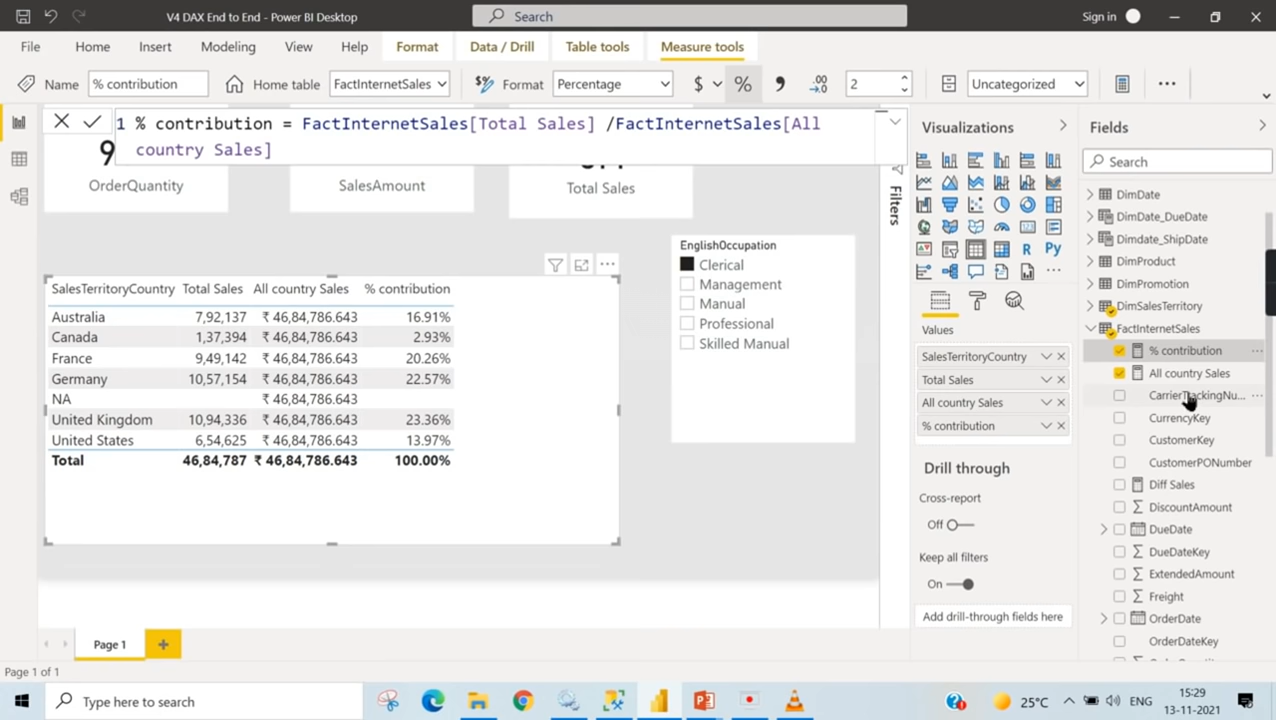 V4 DAX End to End - Power BI Desktop
Search
Sign in
File Home Insert Modeling View Help Format Data / Drill Table tools Measure tools
Name % contribution Home table FactInternetSales Format Percentage $ % , .00 2 Uncategorized
1 % contribution = FactInternetSales[Total Sales] /FactInternetSales[All
country Sales]
9
OrderQuantity SalesAmount Total Sales
Filters
EnglishOccupation
Clerical
Management
Manual
Professional
Skilled Manual
SalesTerritoryCountry Total Sales All country Sales % contribution
Australia 7,92,137 ₹ 46,84,786.643 16.91%
Canada 1,37,394 ₹ 46,84,786.643 2.93%
France 9,49,142 ₹ 46,84,786.643 20.26%
Germany 10,57,154 ₹ 46,84,786.643 22.57%
NA ₹ 46,84,786.643
United Kingdom 10,94,336 ₹ 46,84,786.643 23.36%
United States 6,54,625 ₹ 46,84,786.643 13.97%
Total 46,84,787 ₹ 46,84,786.643 100.00%
Visualizations
R Py
Values
SalesTerritoryCountry
Total Sales
All country Sales
% contribution
Drill through
Cross-report
Off
Keep all filters
On
Add drill-through fields here
Fields
Search
DimDate
DimDate_DueDate
Dimdate_ShipDate
DimProduct
DimPromotion
DimSalesTerritory
FactInternetSales
% contribution
All country Sales
CarrierTrackingNu...
CurrencyKey
CustomerKey
CustomerPONumber
Diff Sales
DiscountAmount
DueDate
DueDateKey
ExtendedAmount
Freight
OrderDate
OrderDateKey
Page 1
Page 1 of 1
Type here to search
25°C
ENG
15:29
13-11-2021